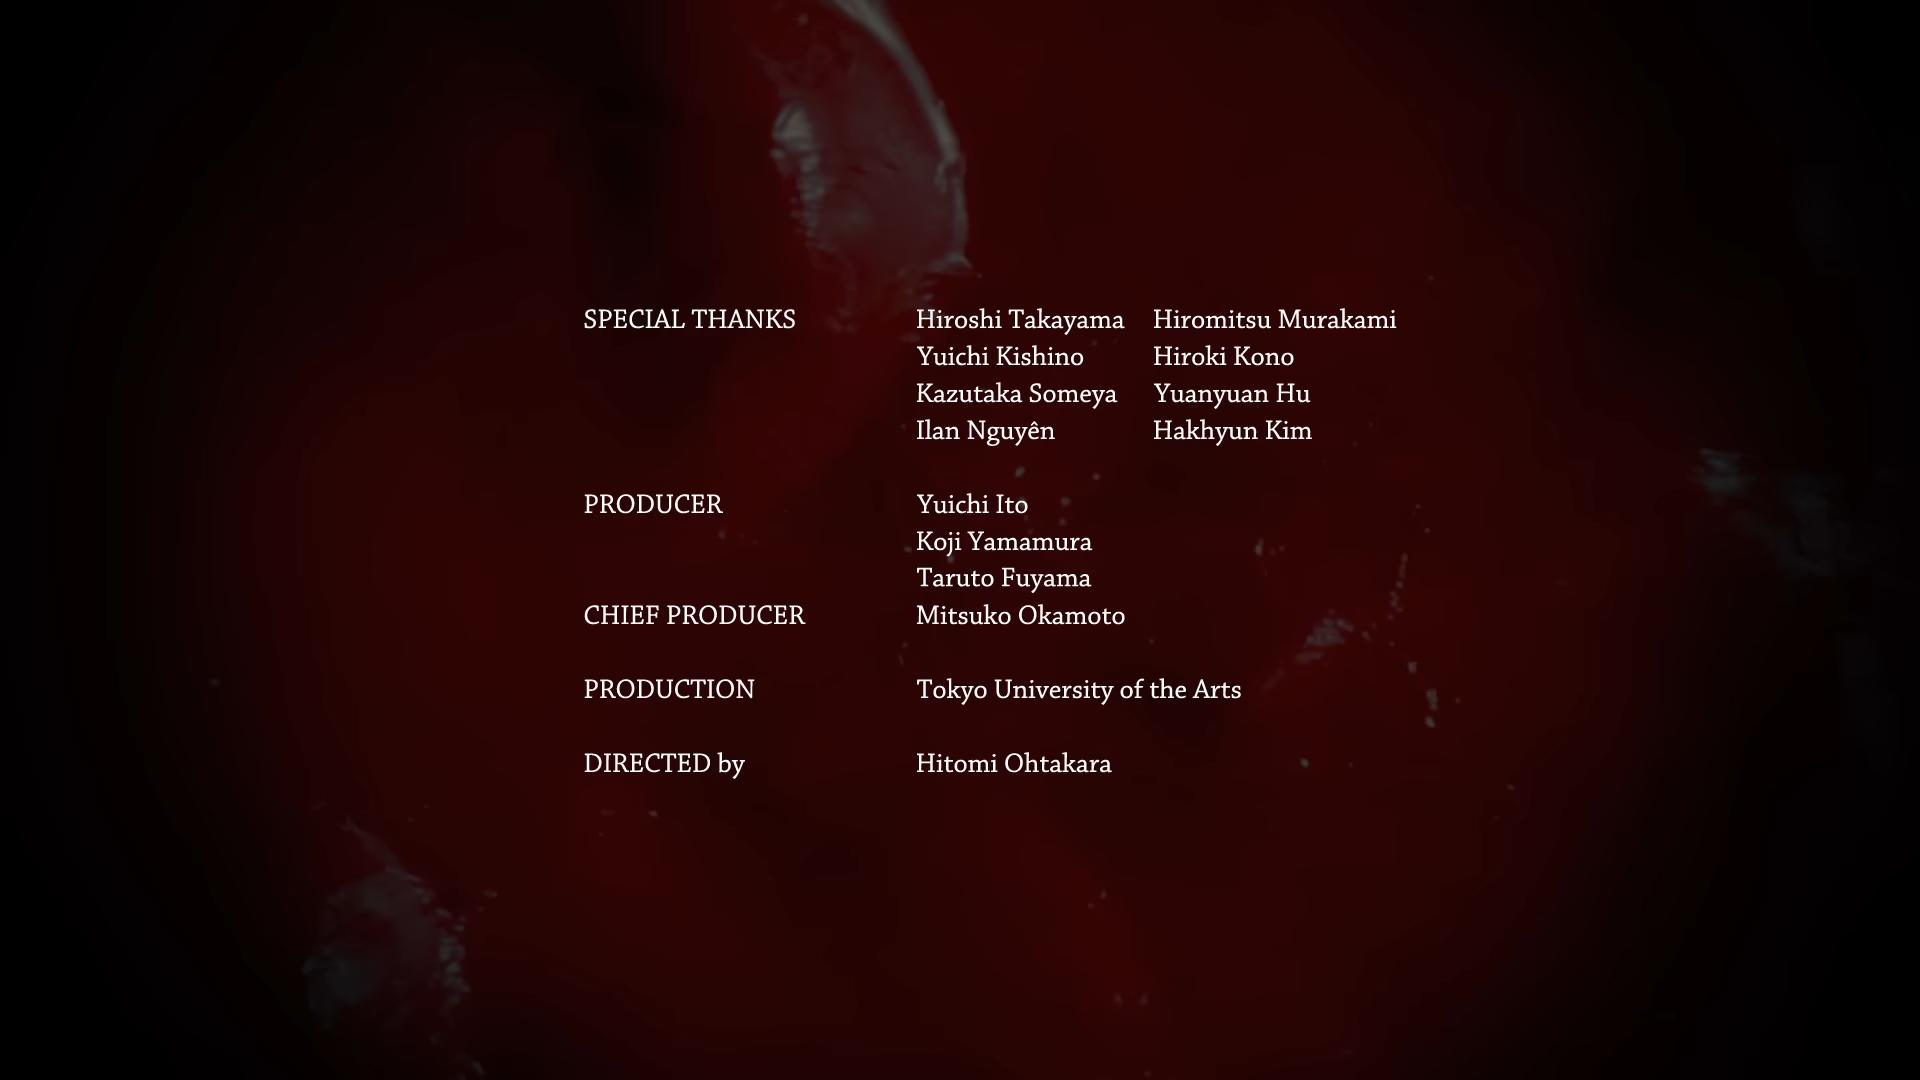 SPECIAL THANKS Hiroshi Takayama Hiromitsu Murakami
Yuichi Kishino Hiroki Kono
Kazutaka Someya Yuanyuan Hu
Ilan Nguyên Hakhyun Kim
PRODUCER Yuichi Ito
Koji Yamamura
Taruto Fuyama
CHIEF PRODUCER Mitsuko Okamoto
PRODUCTION Tokyo University of the Arts
DIRECTED by Hitomi Ohtakara